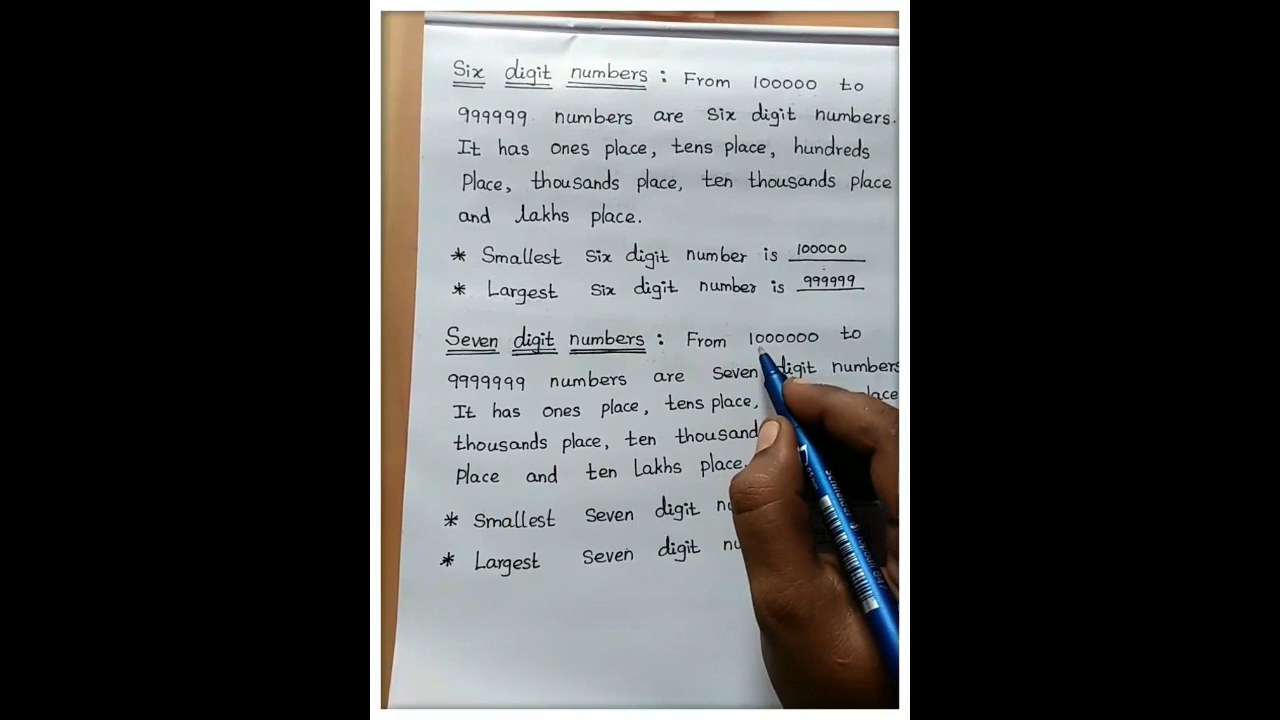 Six digit numbers : From 100000 to
999999 numbers are Six digit numbers.
It has ones place, tens place, hundreds
Place, thousands place, ten thousands place
and lakhs place.
* Smallest Six digit number is 100000
* Largest Six digit number is 999999
Seven digit numbers : From 1000000 to
9999999 numbers are Seven digit numbers
It has ones place, tens place, place
thousands place, ten thousand
Place and ten Lakhs place.
* Smallest Seven digit
* Largest Seven digit